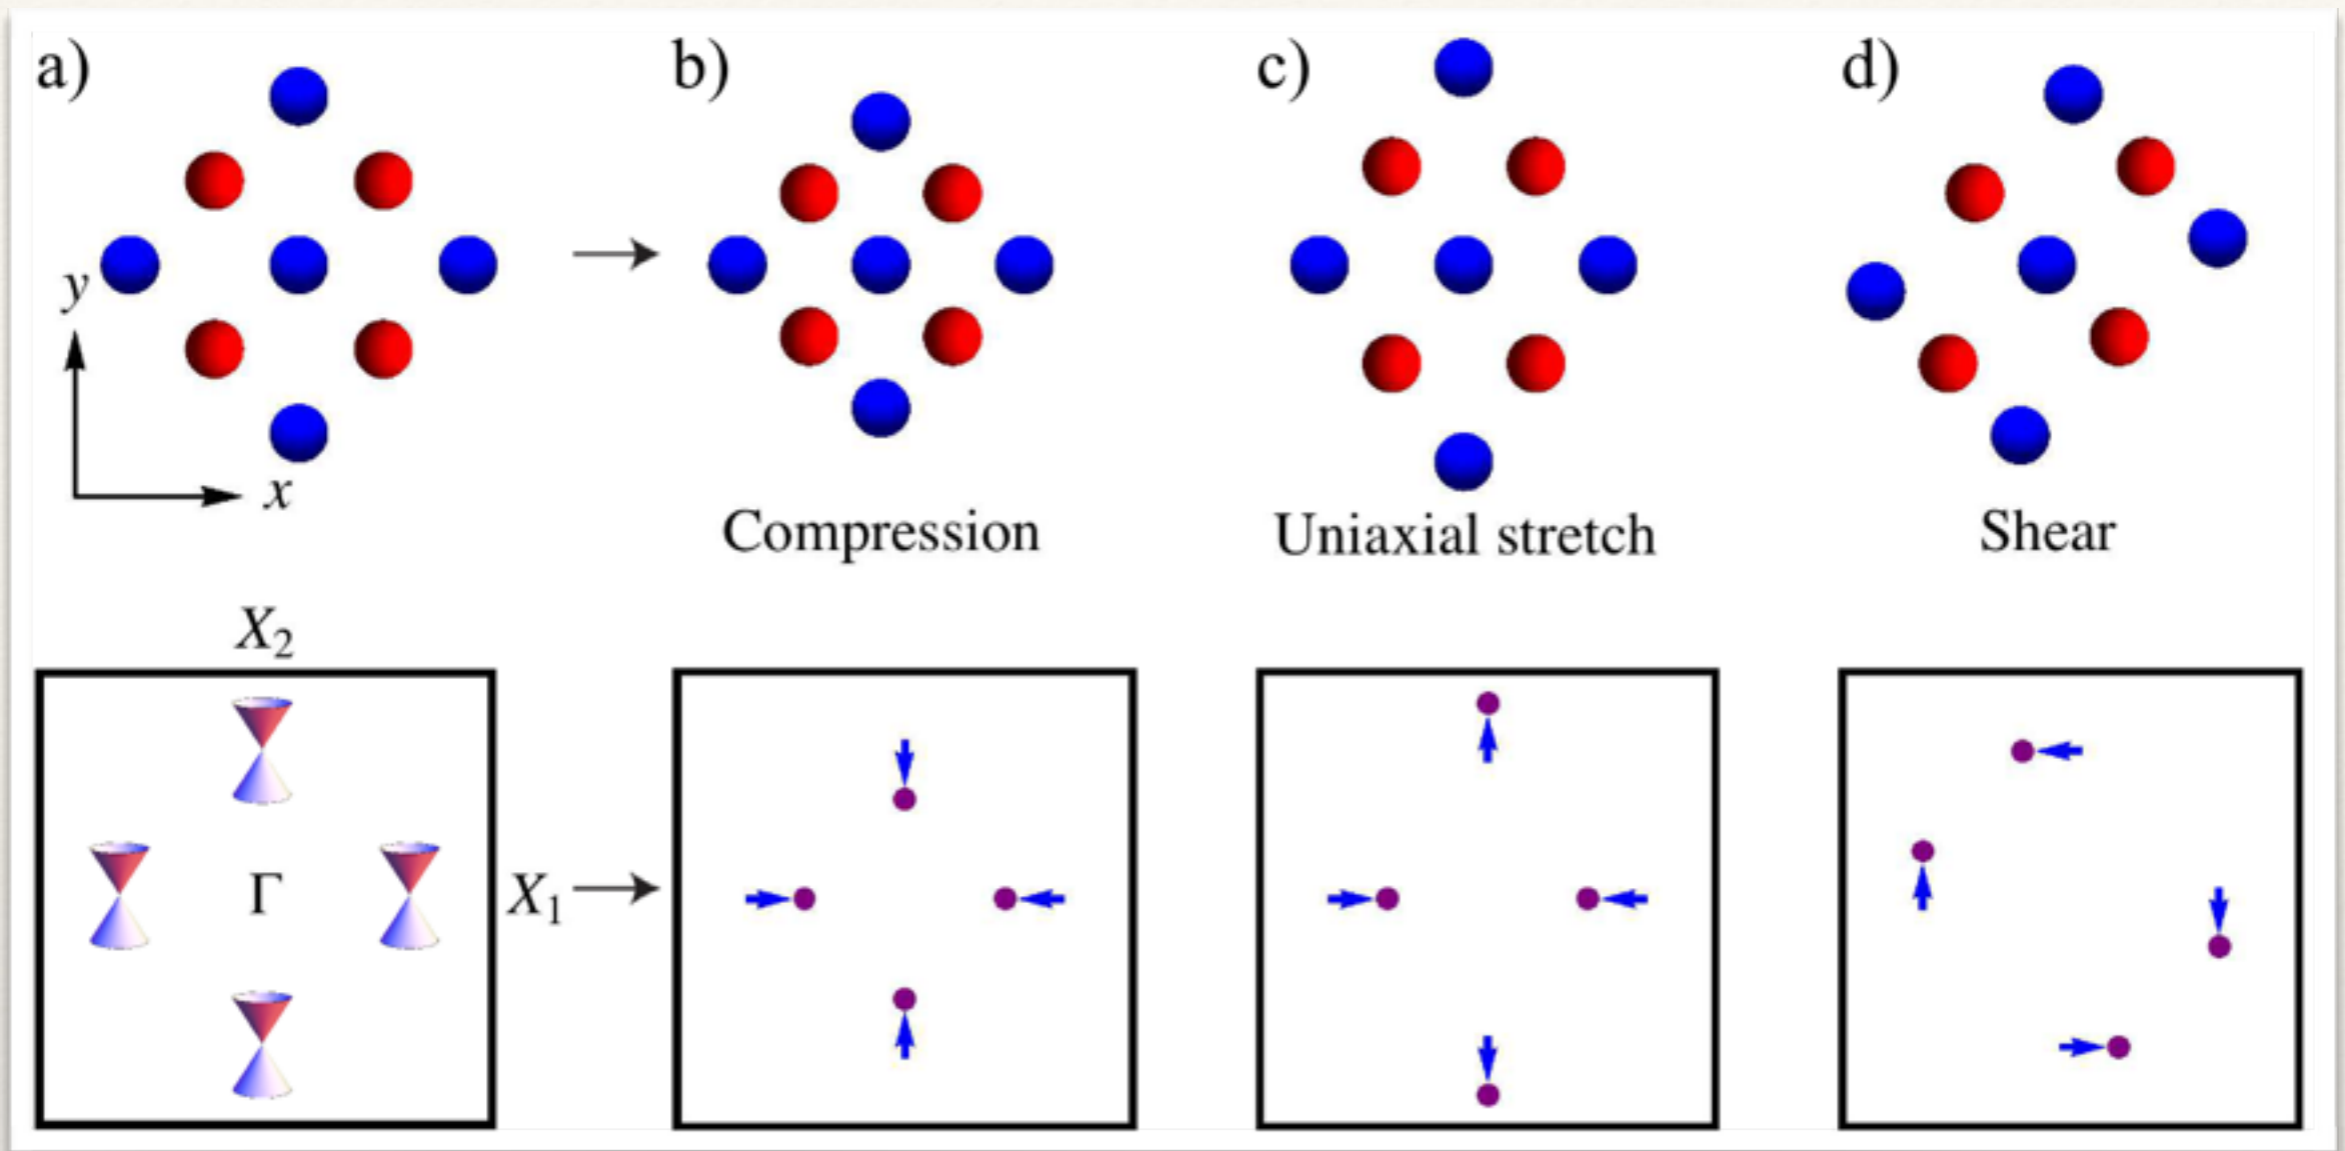 a)
b)
c)
d)
y
x
Compression
Uniaxial stretch
Shear
X₂
Γ
X₁